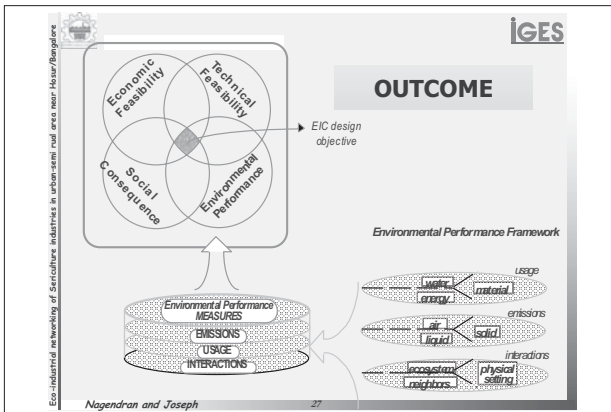 Eco-industrial networking of Sericulture industries in urban-semi rual area near Hosur/Bangalore
IGES
OUTCOME
Economic
Feasibility
Technical
Feasibility
Social
Consequence
Environmental
Performance
EIC design
objective
Environmental Performance Framework
Environmental Performance
MEASURES
EMISSIONS
USAGE
INTERACTIONS
usage
water
energy
material
emissions
air
liquid
solid
interactions
ecosystem
neighbors
physical
setting
Nagendran and Joseph
27